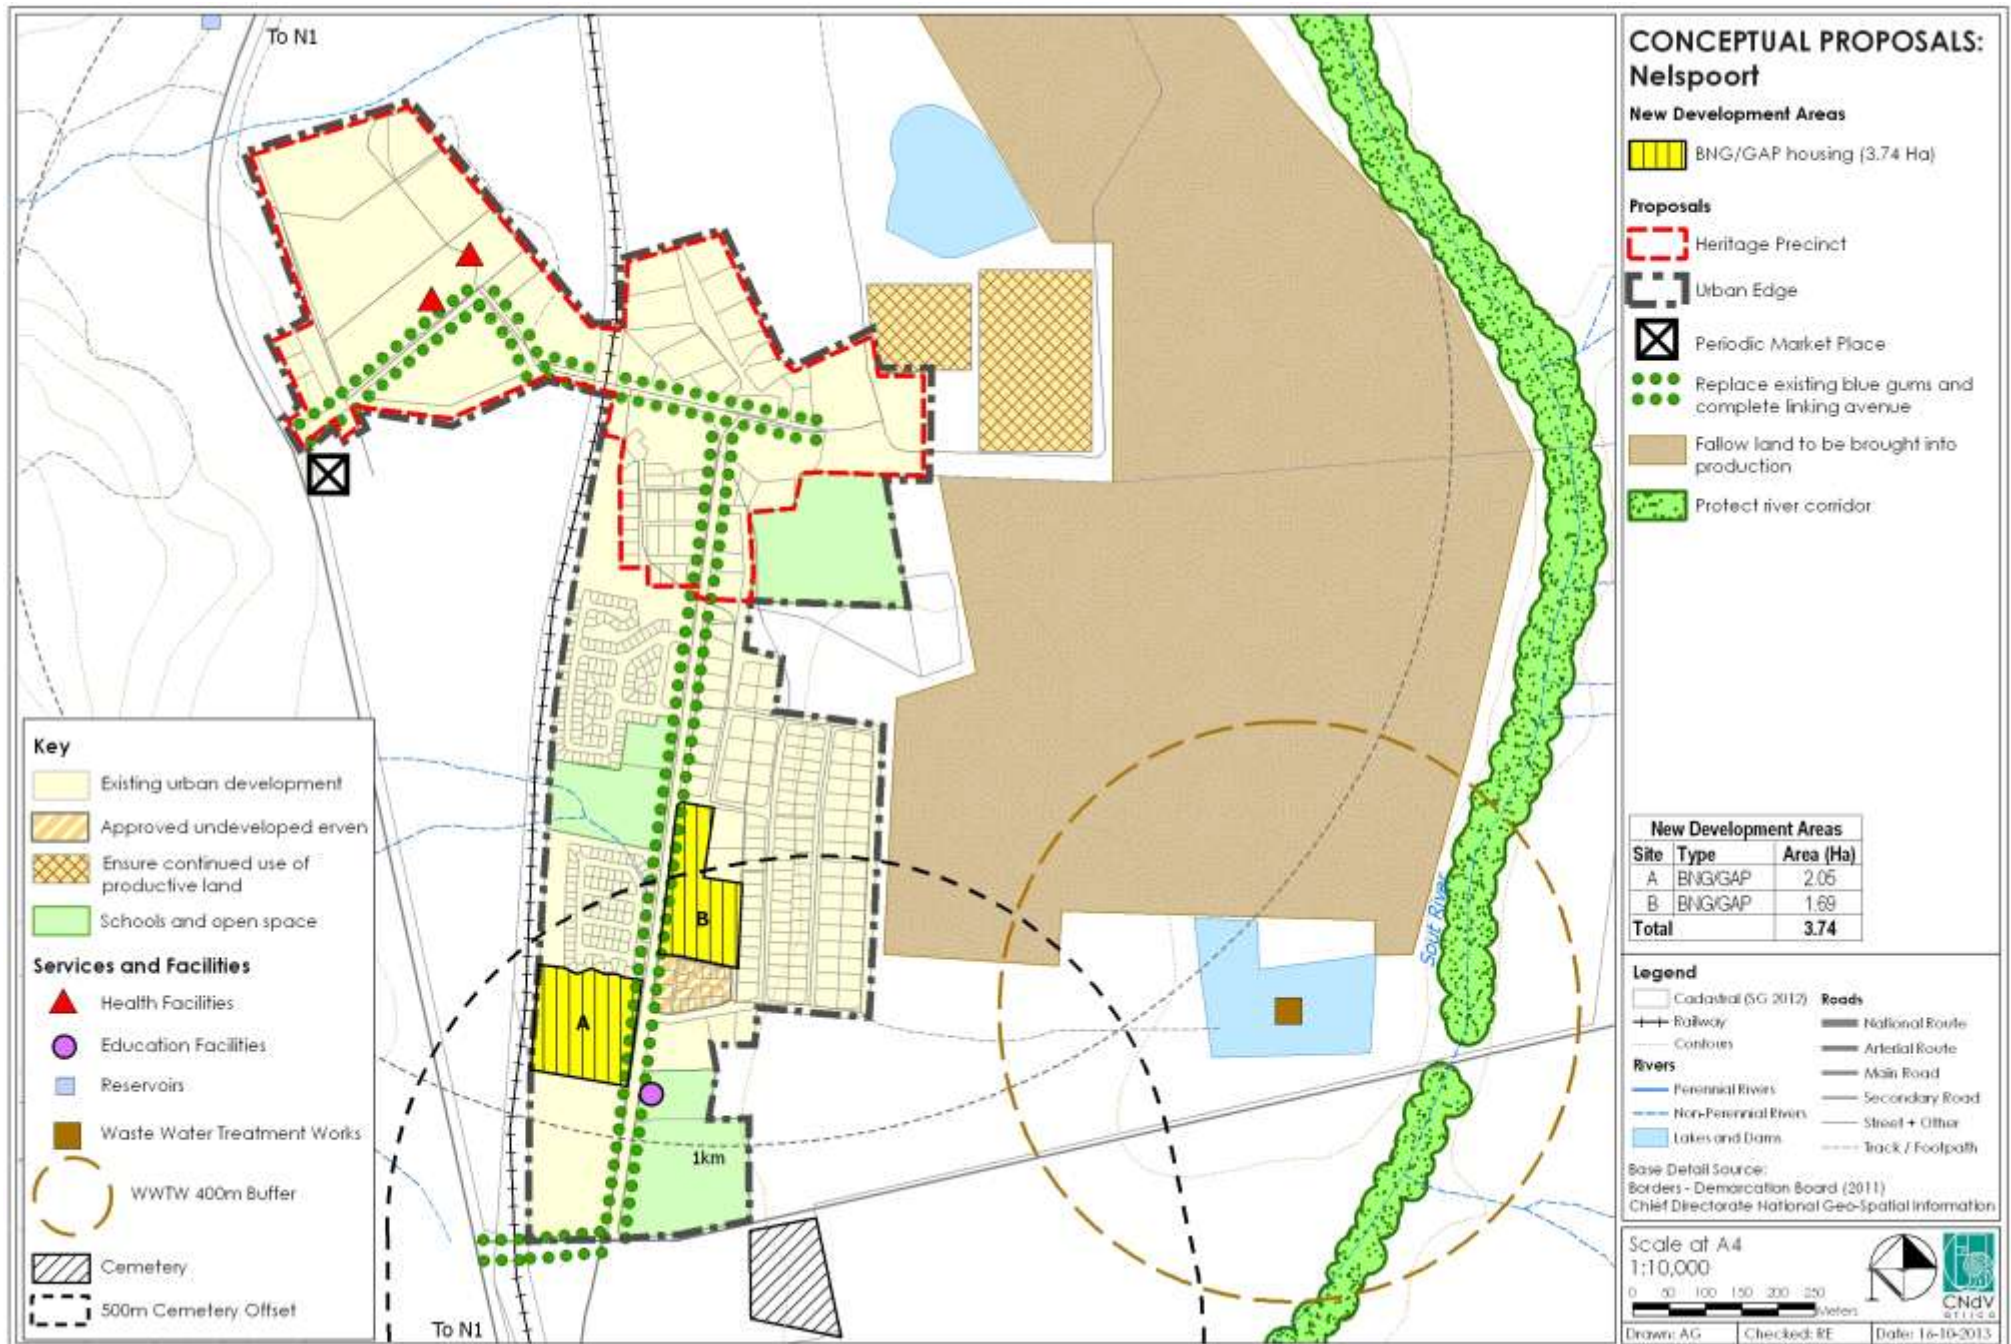 To N1
CONCEPTUAL PROPOSALS:
Nelspoort
New Development Areas
BNG/GAP housing (3.74 Ha)
Proposals
Heritage Precinct
Urban Edge
Periodic Market Place
Replace existing blue gums and
complete linking avenue
Fallow land to be brought into
production
Protect river corridor
Key
Existing urban development
Approved undeveloped erven
Ensure continued use of
productive land
Schools and open space
Services and Facilities
Health Facilities
Education Facilities
Reservoirs
Waste Water Treatment Works
WWTW 400m Buffer
Cemetery
500m Cemetery Offset
B
A
1km
Sout River
To N1
New Development Areas
Site Type Area (Ha)
A BNG/GAP 2.05
B BNG/GAP 1.69
Total 3.74
Legend
Cadastral (SG 2012)
Railway
Contours
Rivers
Perennial Rivers
Non-Perennial Rivers
Lakes and Dams
Roads
National Route
Arterial Route
Main Road
Secondary Road
Street + Other
Track / Footpath
Base Detail Source:
Borders - Demarcation Board (2011)
Chief Directorate National Geo-Spatial Information
Scale at A4
1:10,000
0 50 100 150 200 250
Meters
N
CNdV
africa
Drawn: AG Checked: RE Date: 16-10-2013